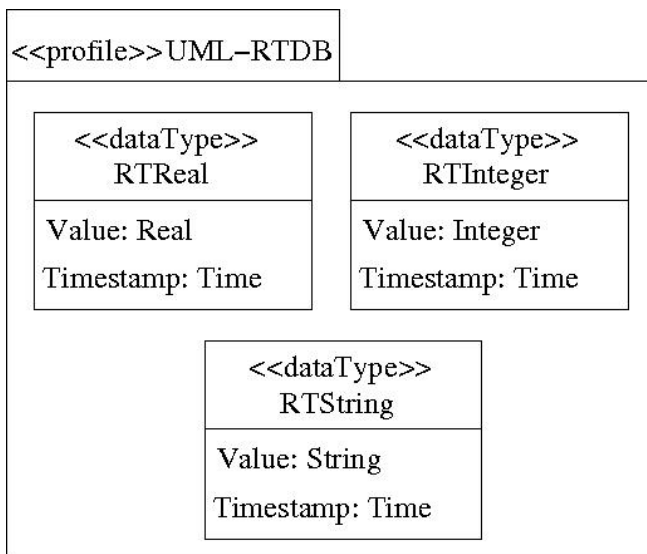 <<profile>>UML−RTDB
<<dataType>>
RTReal
Value: Real
Timestamp: Time
<<dataType>>
RTInteger
Value: Integer
Timestamp: Time
<<dataType>>
RTString
Value: String
Timestamp: Time